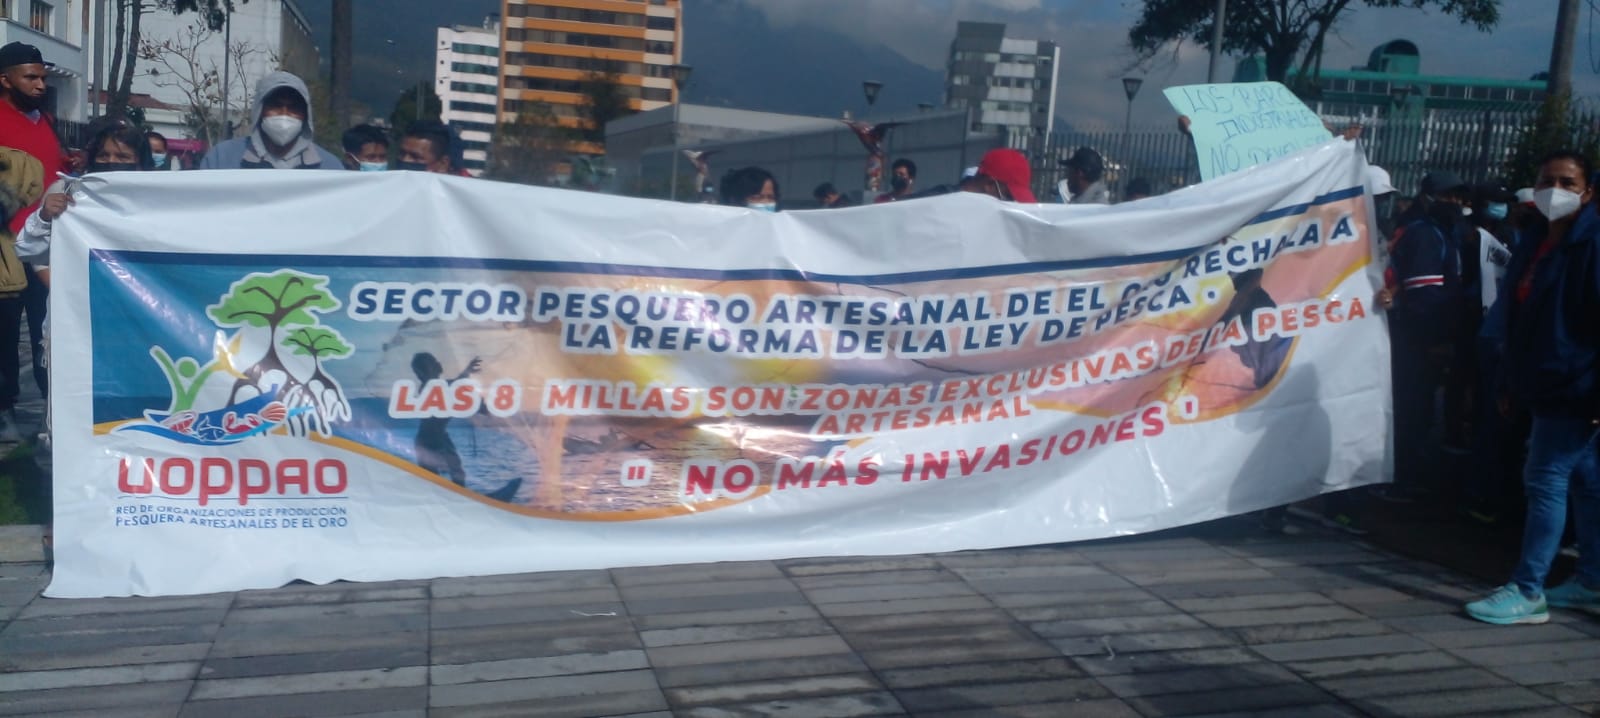 LOS BARC
INDUSTRIALES
NO
SECTOR PESQUERO ARTESANAL DE EL ORO RECHAZA A
LA REFORMA DE LA LEY DE PESCA .
LAS 8 MILLAS SON ZONAS EXCLUSIVAS DE LA PESCA
ARTESANAL
" NO MÁS INVASIONES "
UOPPAO
RED DE ORGANIZACIONES DE PRODUCCIÓN
PESQUERA ARTESANALES DE EL ORO